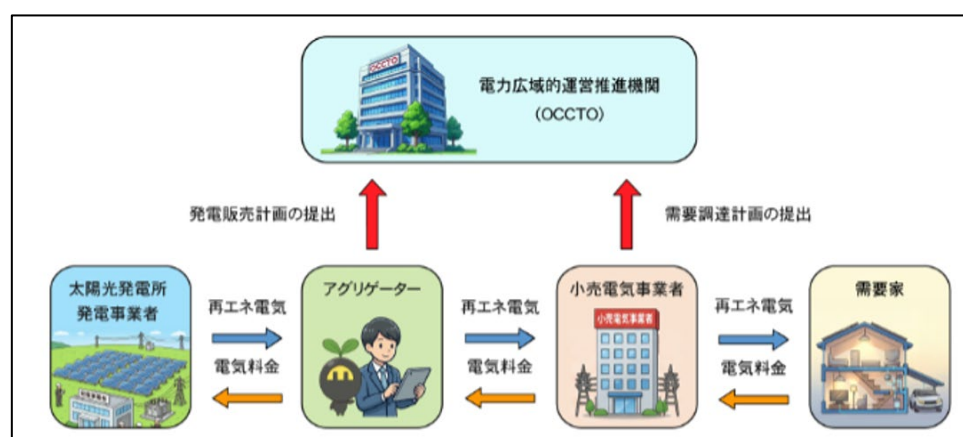 OCCTO
電力広域的運営推進機関
(OCCTO)
発電販売計画の提出
需要調達計画の提出
太陽光発電所
発電事業者
再エネ電気
電気料金
アグリゲーター
再エネ電気
電気料金
小売電気事業者
小売電気事業者
再エネ電気
電気料金
需要家